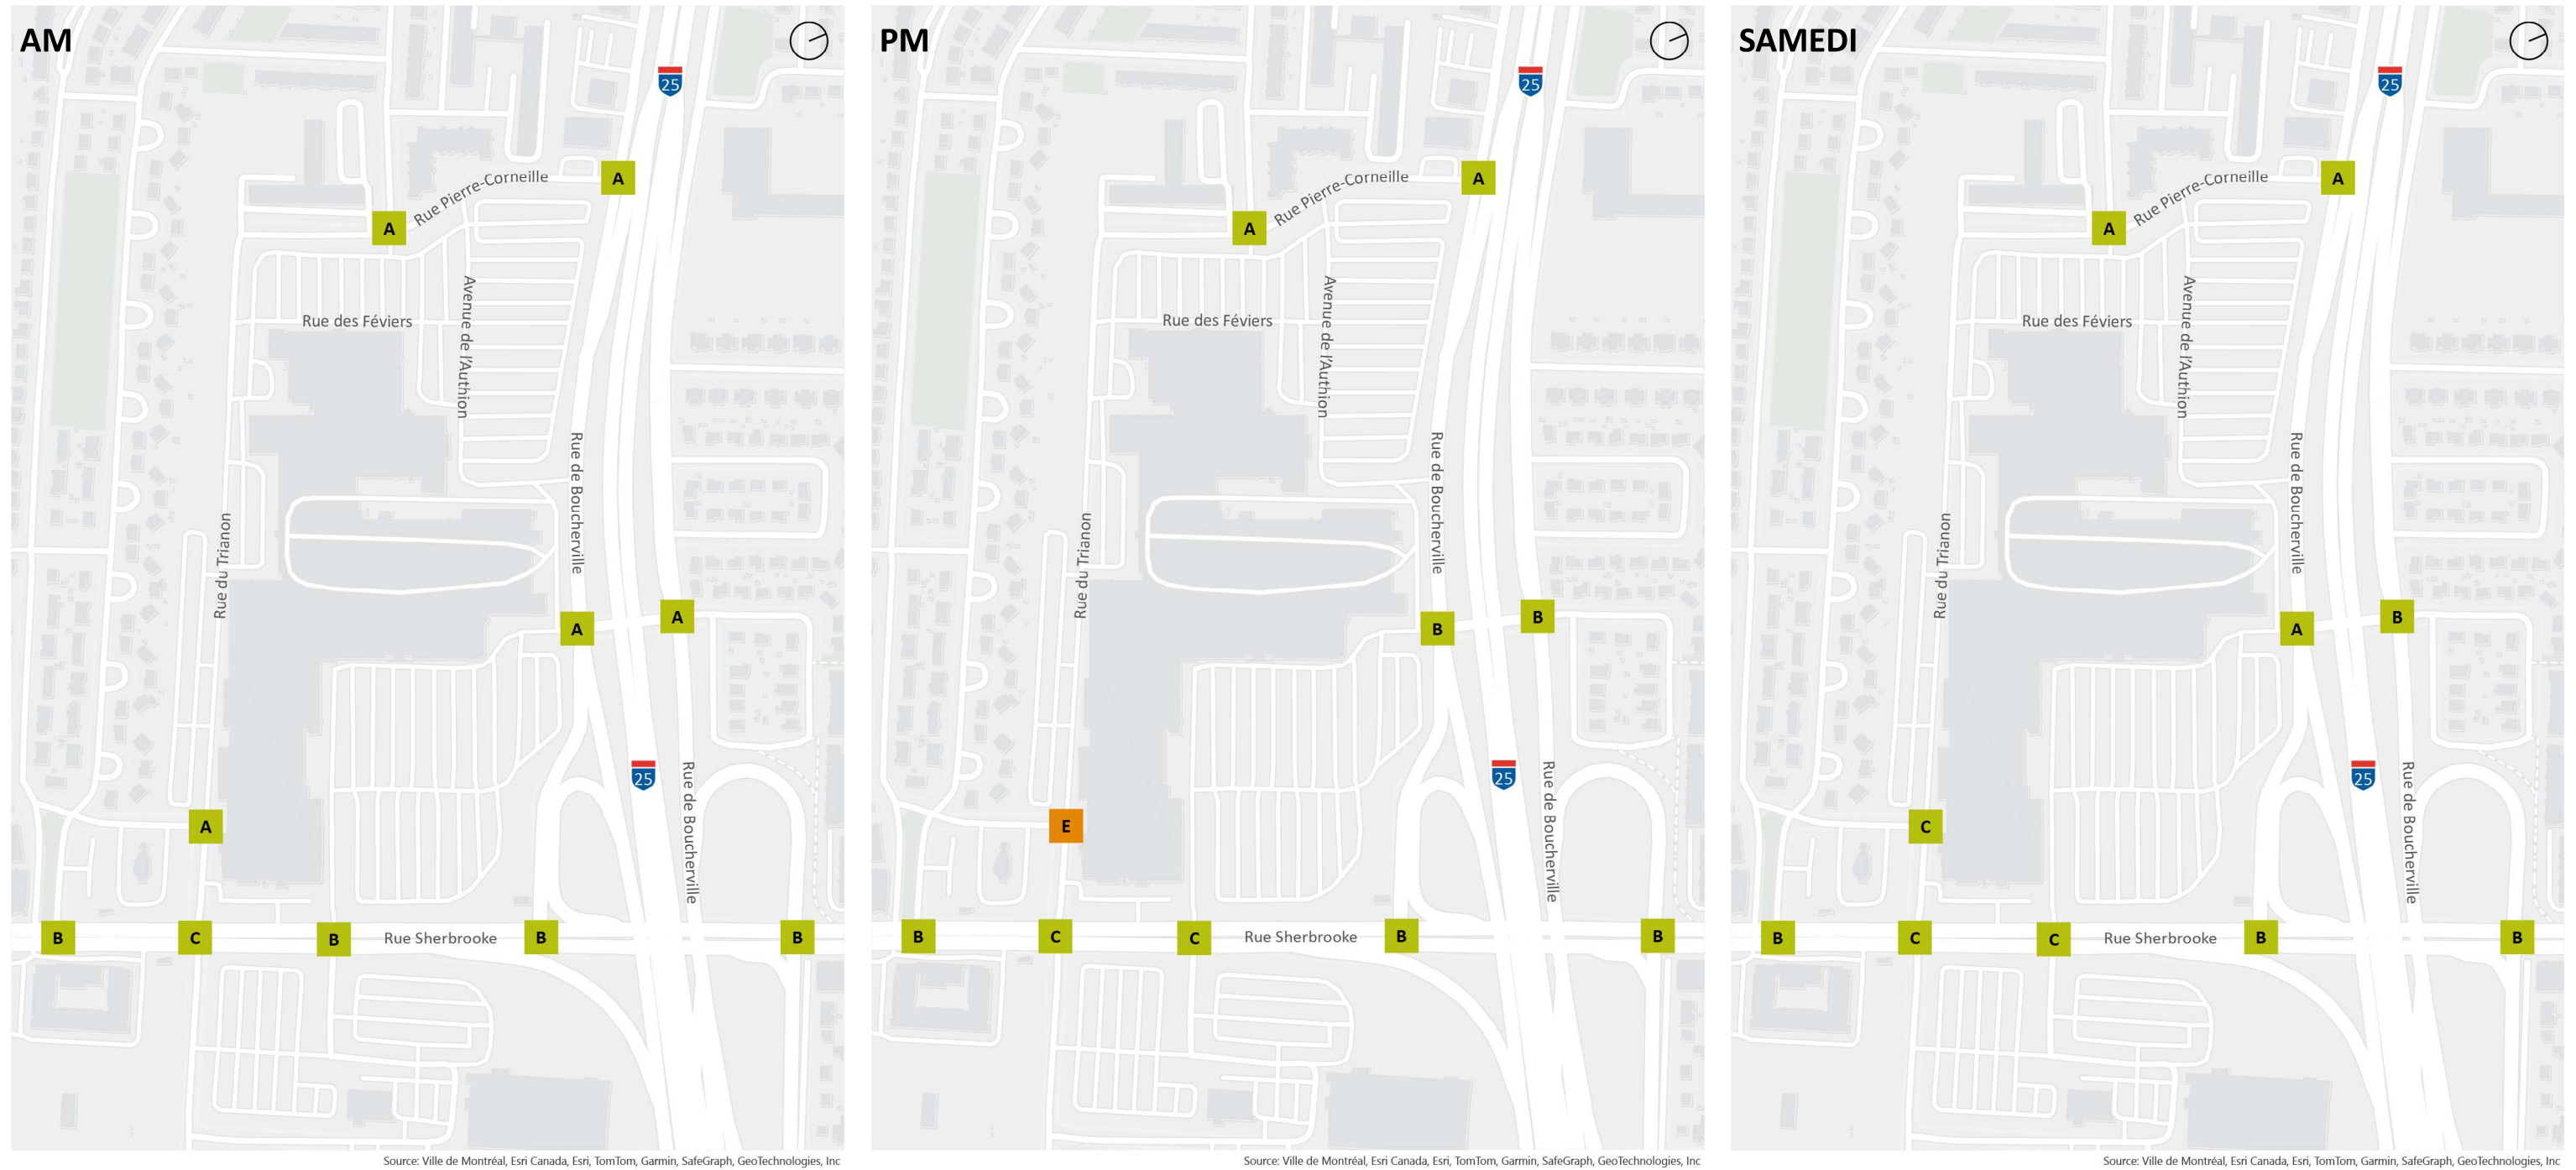 AM
25
A
Rue Pierre-Corneille
A
Avenue de l'Authion
Rue des Féviers
Rue de Boucherville
Rue du Trianon
A
A
25
Rue de Boucherville
A
B
C
B
Rue Sherbrooke
B
B
Source: Ville de Montréal, Esri Canada, Esri, TomTom, Garmin, SafeGraph, GeoTechnologies, Inc
PM
25
A
Rue Pierre-Corneille
A
Avenue de l'Authion
Rue des Féviers
Rue de Boucherville
Rue du Trianon
B
B
25
Rue de Boucherville
E
B
C
C
Rue Sherbrooke
B
B
Source: Ville de Montréal, Esri Canada, Esri, TomTom, Garmin, SafeGraph, GeoTechnologies, Inc
SAMEDI
25
A
Rue Pierre-Corneille
A
Avenue de l'Authion
Rue des Féviers
Rue de Boucherville
Rue du Trianon
A
B
25
Rue de Boucherville
C
B
C
C
Rue Sherbrooke
B
B
Source: Ville de Montréal, Esri Canada, Esri, TomTom, Garmin, SafeGraph, GeoTechnologies, Inc